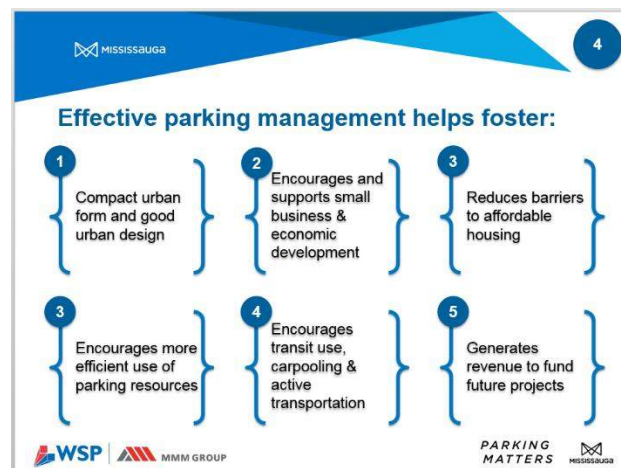 MISSISSAUGA
4
Effective parking management helps foster:
1
Compact urban
form and good
urban design
2
Encourages and
supports small
business &
economic
development
3
Reduces barriers
to affordable
housing
3
Encourages more
efficient use of
parking resources
4
Encourages
transit use,
carpooling &
active
transportation
5
Generates
revenue to fund
future projects
WSP
MMM GROUP
PARKING
MATTERS
MISSISSAUGA